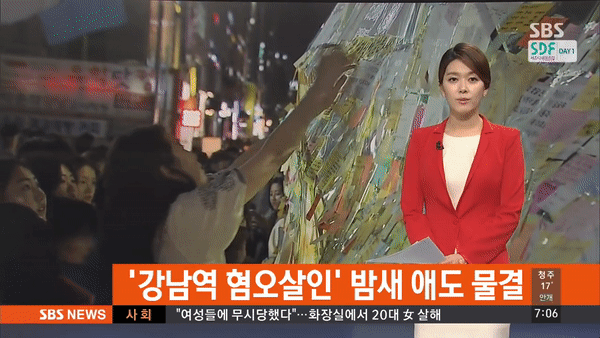 SBS
SDF DAY 1
'강남역 혐오살인' 밤새 애도 물결
청주
17˚
안개
SBS NEWS
사 회
"여성들에 무시당했다"…화장실에서 20대 女 살해
7:06